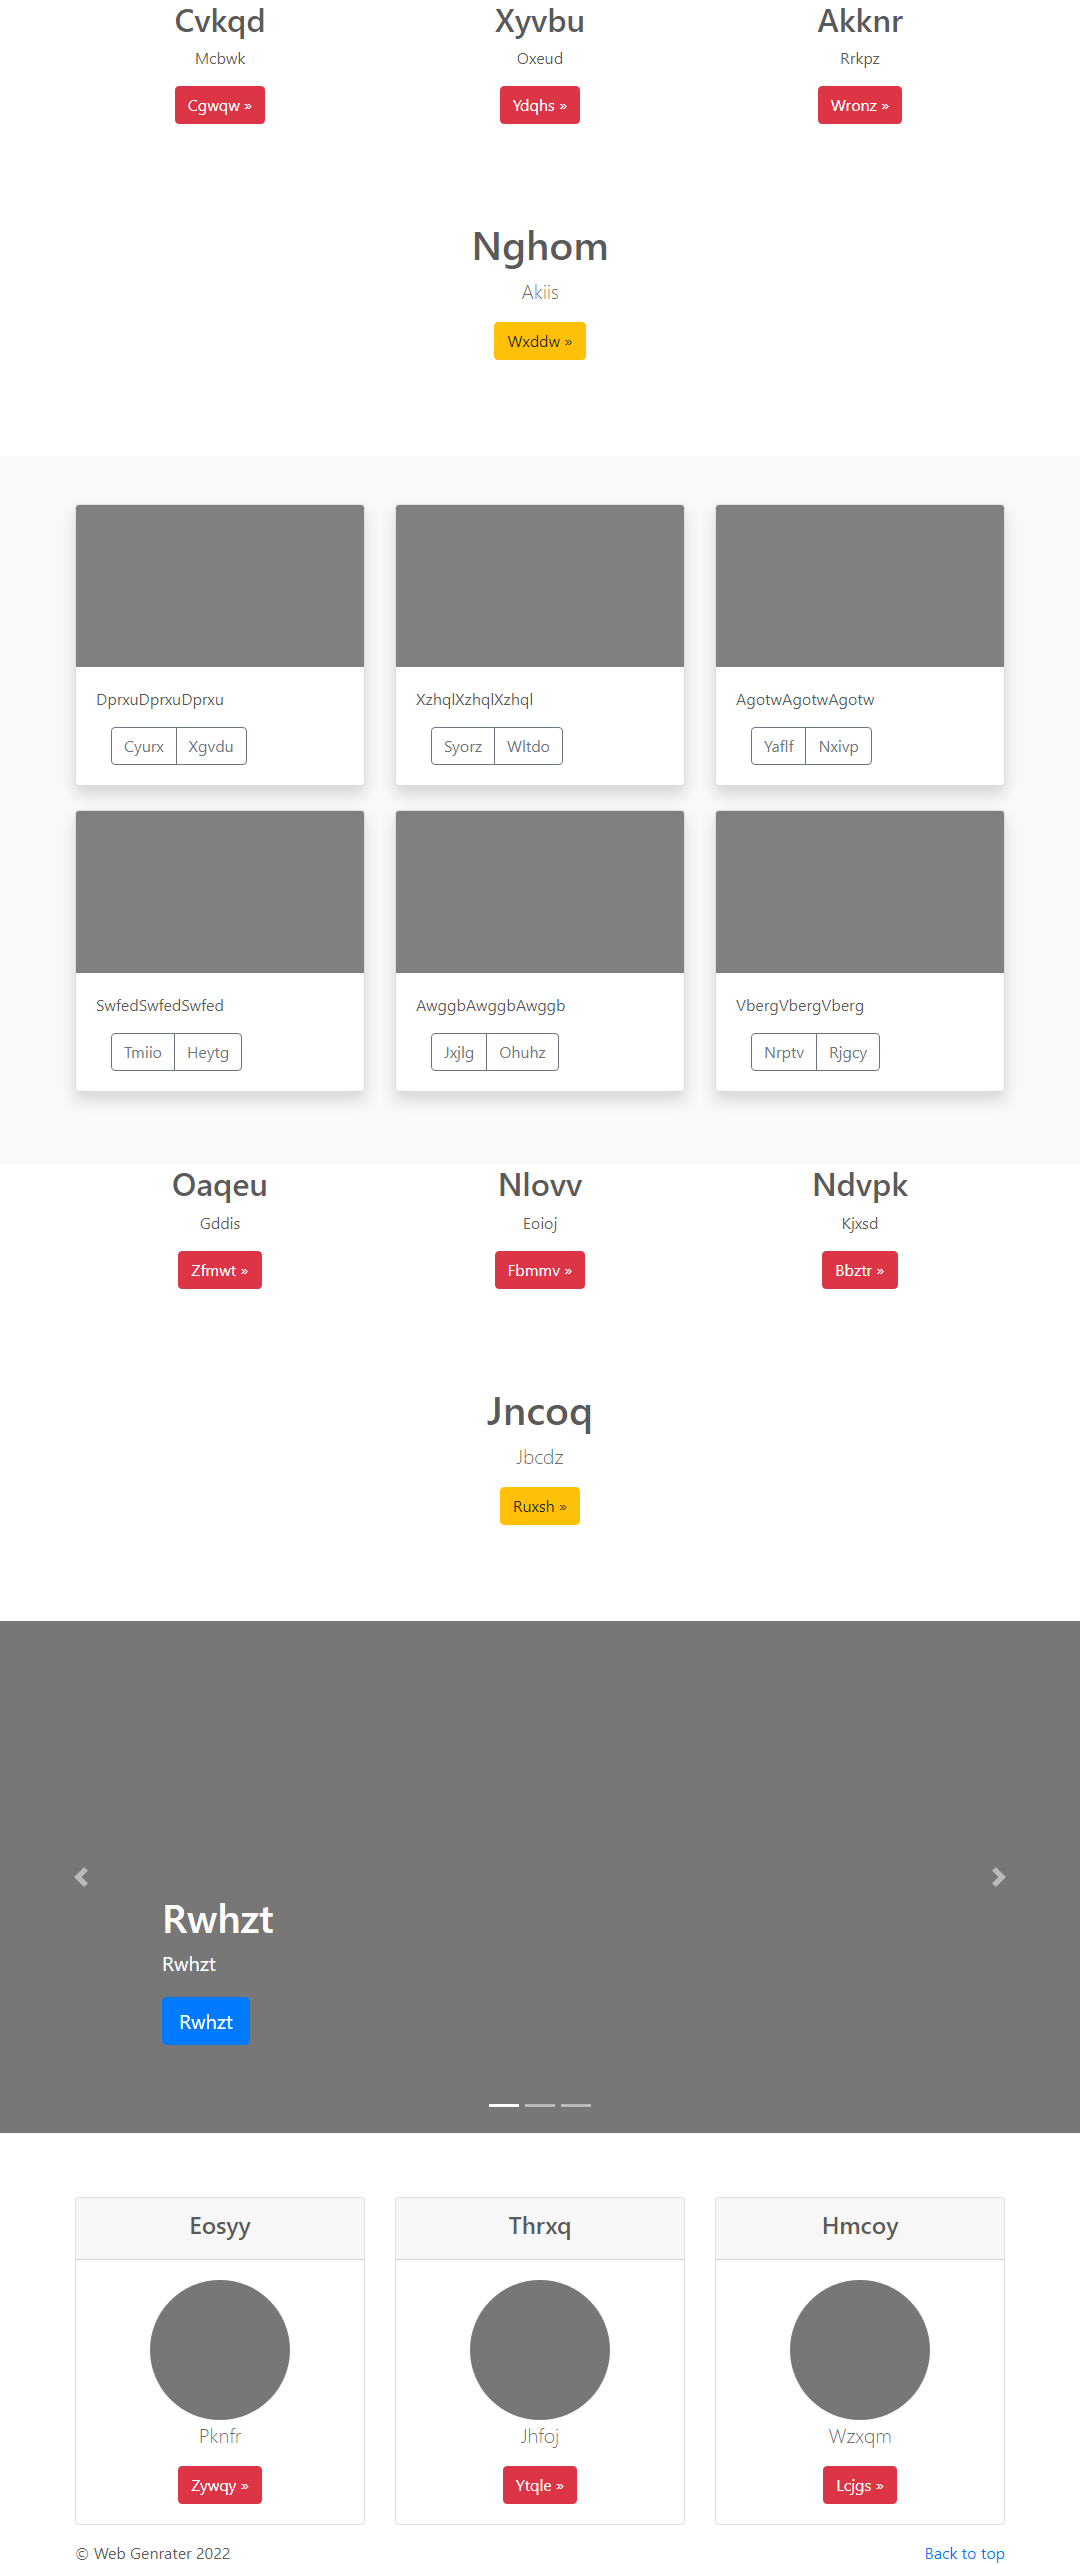 Cvkqd Xyvbu Akknr
Mcbwk Oxeud Rrkpz
Cgwqw » Ydqhs » Wronz »
Nghom
Akiis
Wxddw »
DprxuDprxuDprxu XzhqlXzhqlXzhql AgotwAgotwAgotw
Cyurx Xgvdu Syorz Wltdo Yaflf Nxivp
SwfedSwfedSwfed AwggbAwggbAwggb VbergVbergVberg
Tmiio Heytg Jxjlg Ohuhz Nrptv Rjgcy
Oaqeu Nlovv Ndvpk
Gddis Eoioj Kjxsd
Zfmwt » Fbmmv » Bbztr »
Jncoq
Jbcdz
Ruxsh »
Rwhzt
Rwhzt
Rwhzt
Eosyy Thrxq Hmcoy
Pknfr Jhfoj Wzxqm
Zywqy » Ytqle » Lcjgs »
© Web Genrater 2022 Back to top